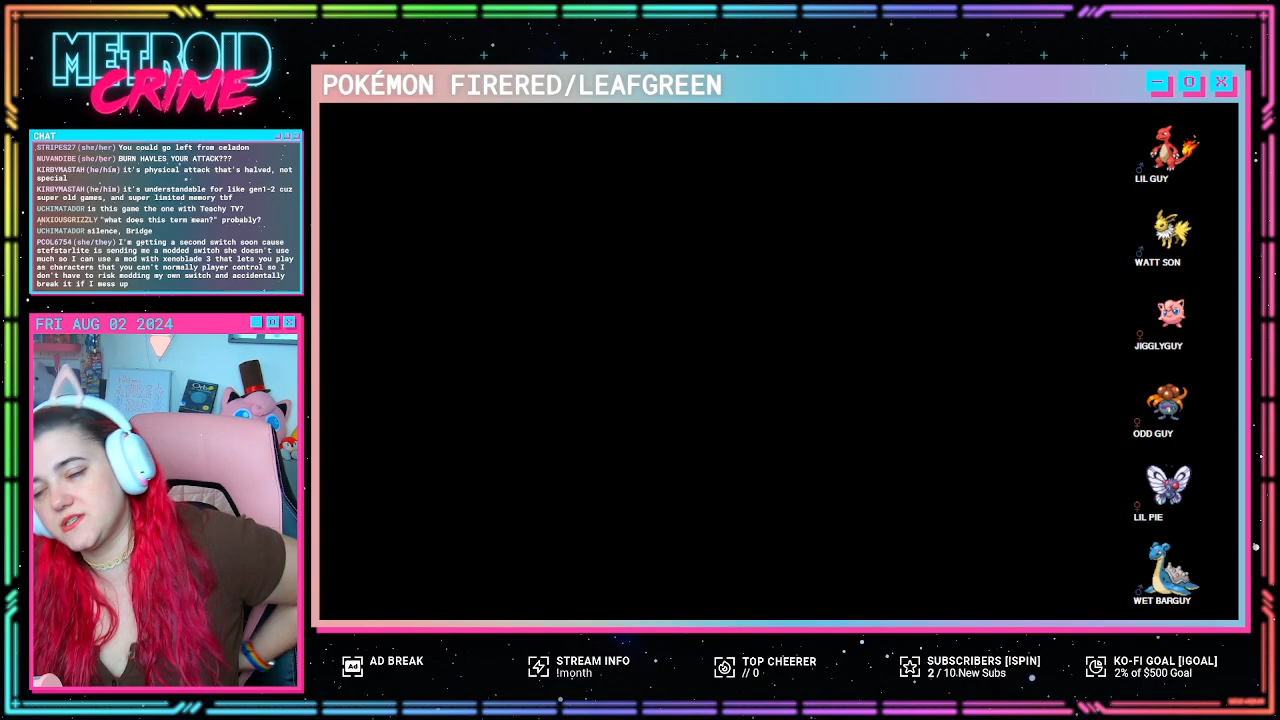 METROID
CRIME
CHAT
STRIPES27(she/her) You could go left from celadon
NUVANDIBE(she/her) BURN HAVLES YOUR ATTACK???
KIRBYMASTAH(he/him) it's physical attack that's halved, not
special
KIRBYMASTAH(he/him) it's understandable for like gen1-2 cuz
super old games, and super limited memory tbf
UCHIMATADOR is this game the one with Teachy TV?
ANXIOUSGRIZZLY "what does this term mean?" probably?
UCHIMATADOR silence, Bridge
PCOL6754(she/they) I'm getting a second switch soon cause
stefstarlite is sending me a modded switch she doesn't use
much so I can use a mod with xenoblade 3 that lets you play
as characters that you can't normally player control so I
don't have to risk modding my own switch and accidentally
break it if I mess up
FRI AUG 02 2024
Orb
POKÉMON FIRERED/LEAFGREEN
LIL GUY
WATT SON
JIGGLYGUY
ODD GUY
LIL PIE
WET BARGUY
Ad
AD BREAK
STREAM INFO
!month
TOP CHEERER
// 0
SUBSCRIBERS [!SPIN]
2 / 10 New Subs
KO-FI GOAL [!GOAL]
2% of $500 Goal